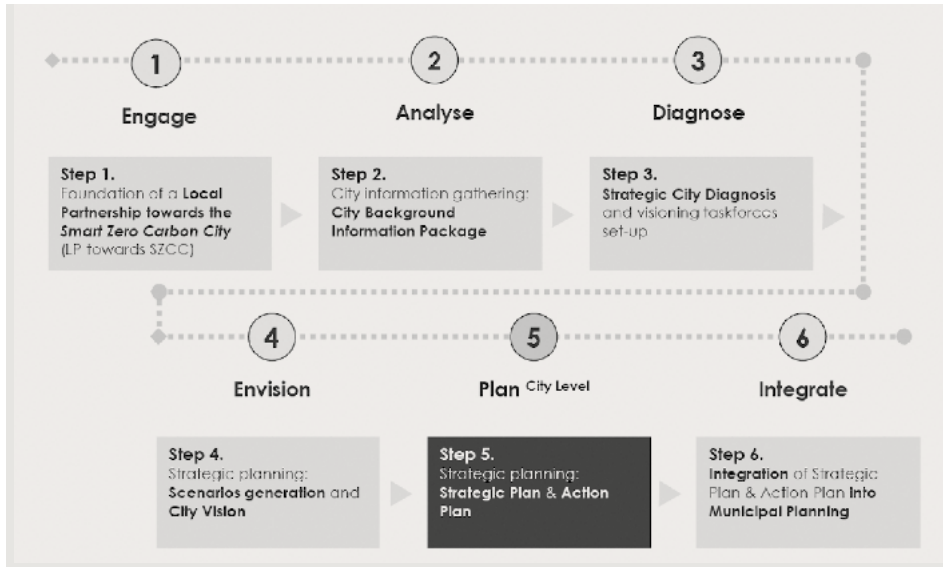 1
2
3
Engage
Analyse
Diagnose
Step 1.
Foundation of a Local
Partnership towards the
Smart Zero Carbon City
(LP towards SZCC)
Step 2.
City information gathering:
City Background
Information Package
Step 3.
Strategic City Diagnosis
and visioning taskforces
set-up
4
5
6
Envision
Plan City Level
Integrate
Step 4.
Strategic planning:
Scenarios generation and
City Vision
Step 5.
Strategic planning:
Strategic Plan & Action
Plan
Step 6.
Integration of Strategic
Plan & Action Plan into
Municipal Planning